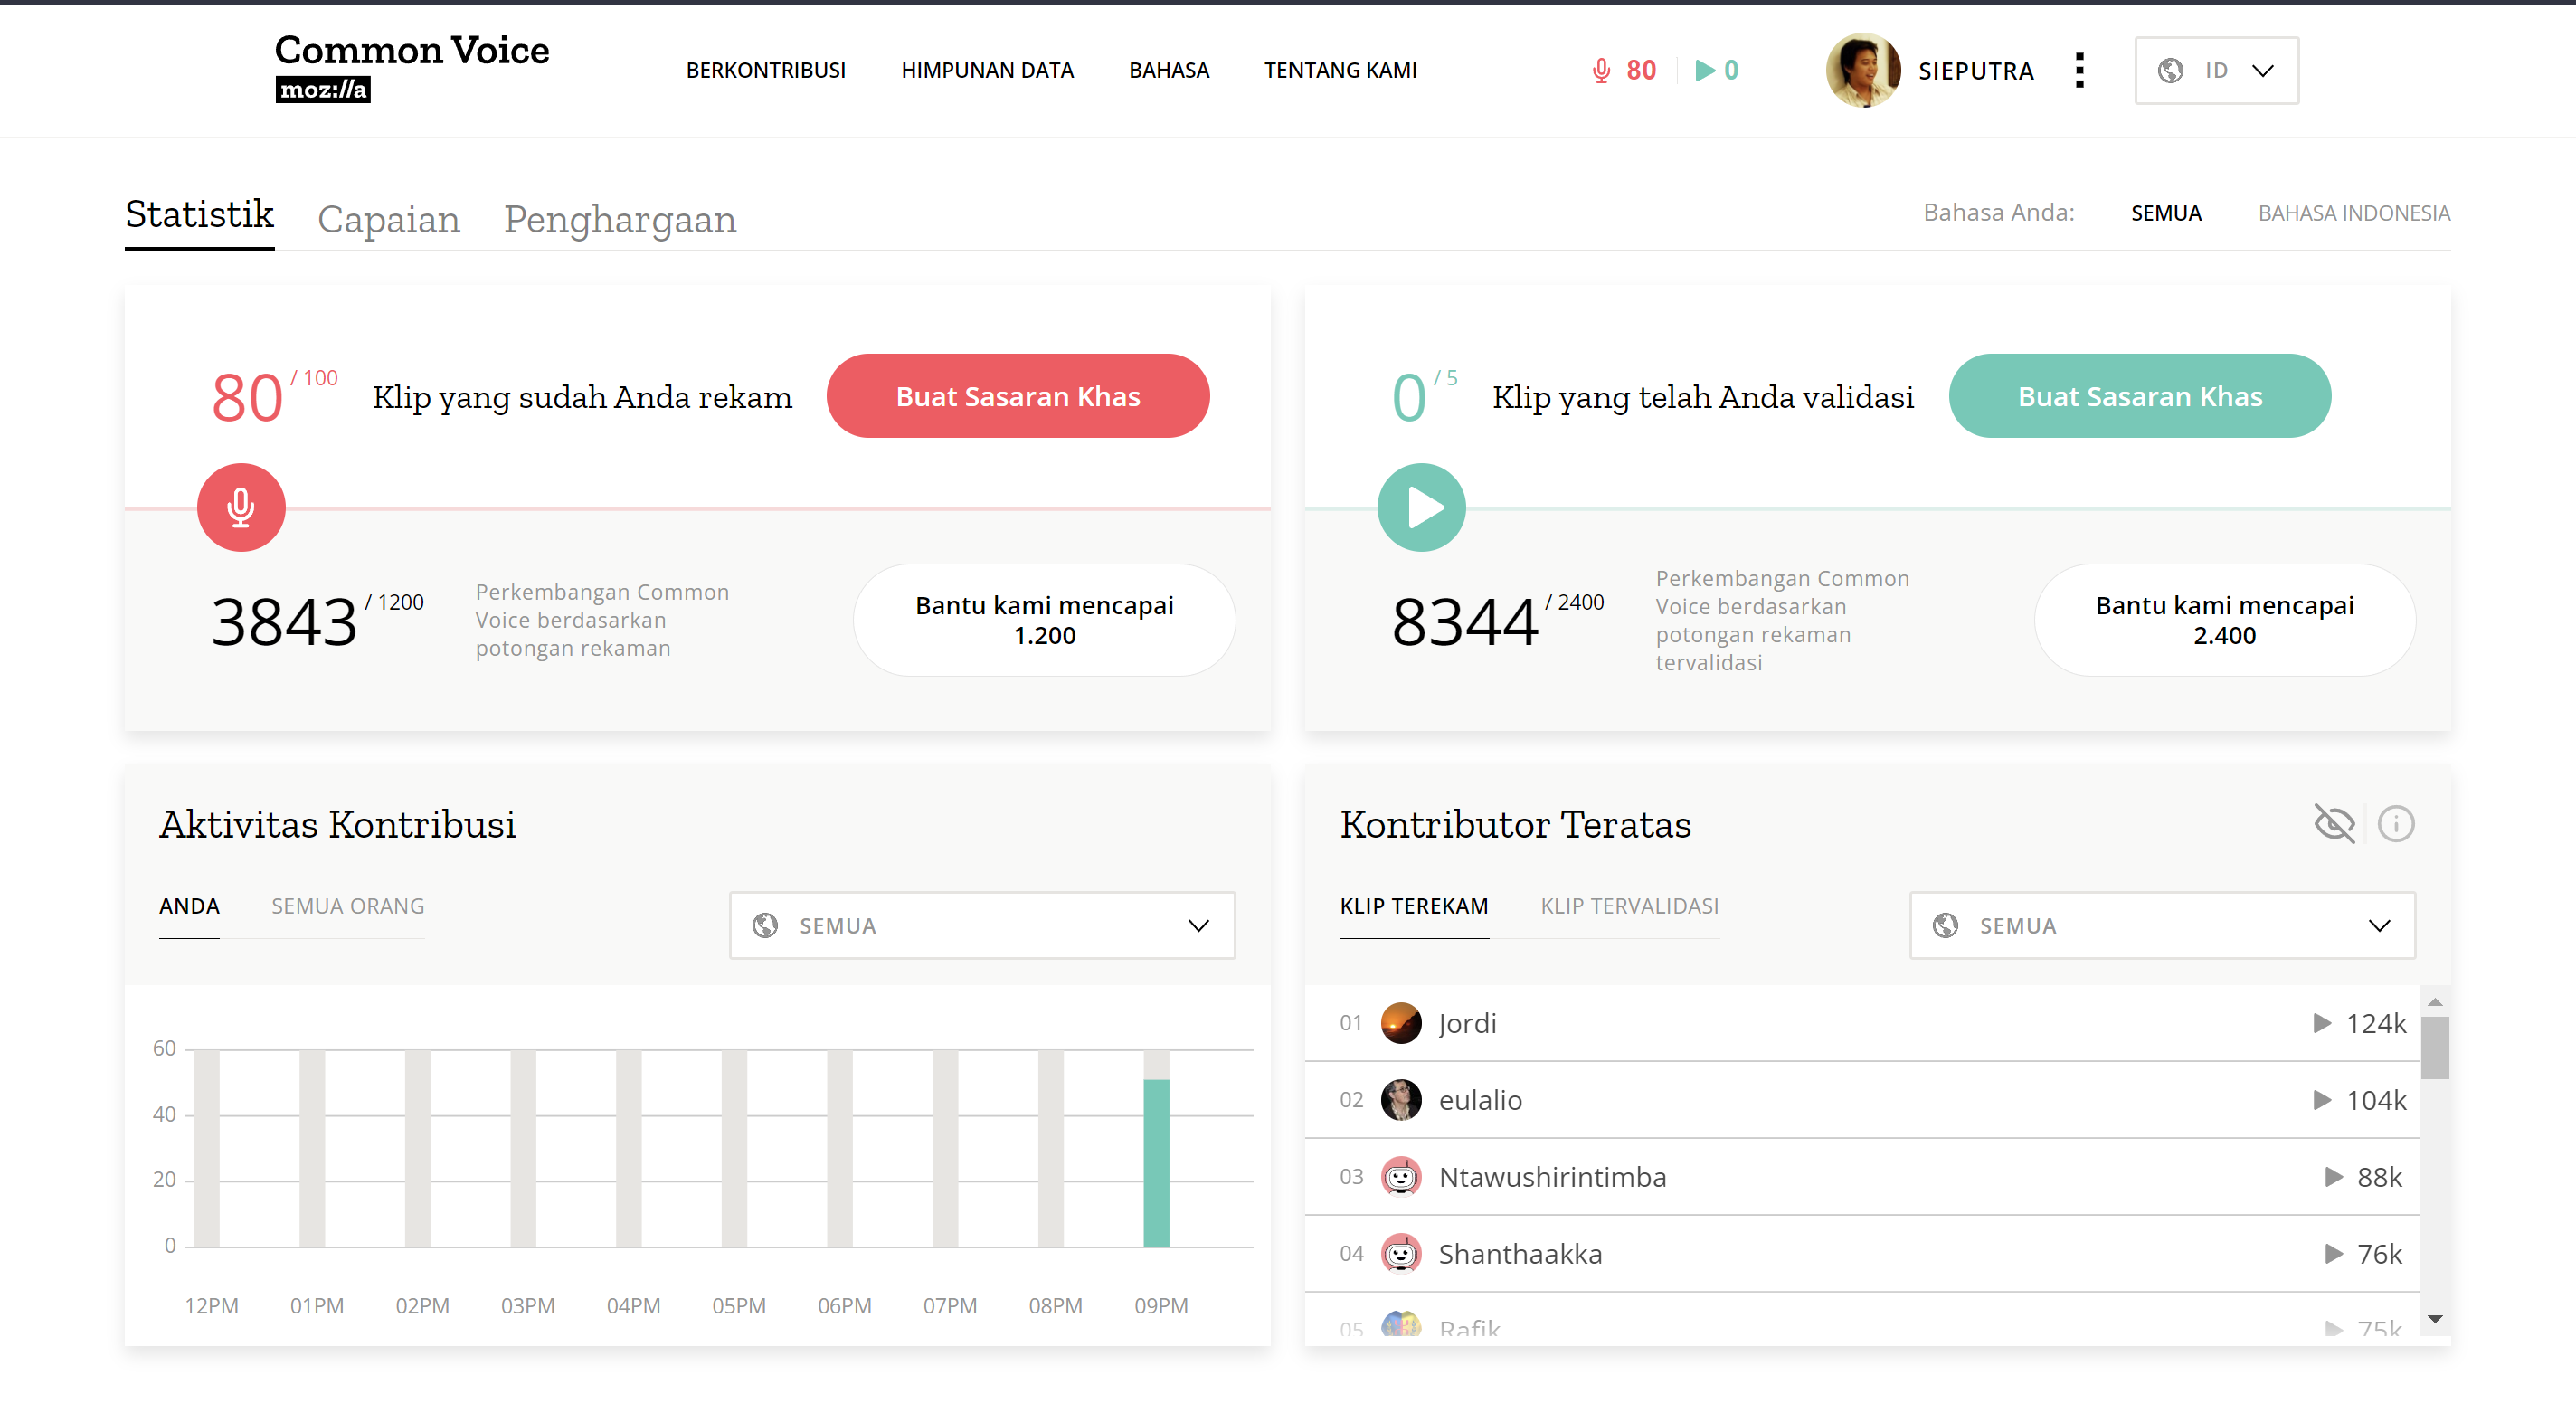 Common Voice
moz://a
BERKONTRIBUSI HIMPUNAN DATA BAHASA TENTANG KAMI 80 0 SIEPUTRA ID
Statistik Capaian Penghargaan Bahasa Anda: SEMUA BAHASA INDONESIA
80 / 100 Klip yang sudah Anda rekam Buat Sasaran Khas
3843 / 1200 Perkembangan Common
Voice berdasarkan
potongan rekaman
Bantu kami mencapai
1.200
0 / 5 Klip yang telah Anda validasi Buat Sasaran Khas
8344 / 2400 Perkembangan Common
Voice berdasarkan
potongan rekaman
tervalidasi
Bantu kami mencapai
2.400
Aktivitas Kontribusi
ANDA SEMUA ORANG SEMUA
60
40
20
0
12PM 01PM 02PM 03PM 04PM 05PM 06PM 07PM 08PM 09PM
Kontributor Teratas
KLIP TEREKAM KLIP TERVALIDASI SEMUA
01 Jordi 124k
02 eulalio 104k
03 Ntawushirintimba 88k
04 Shanthaakka 76k
05 Rafik 75k